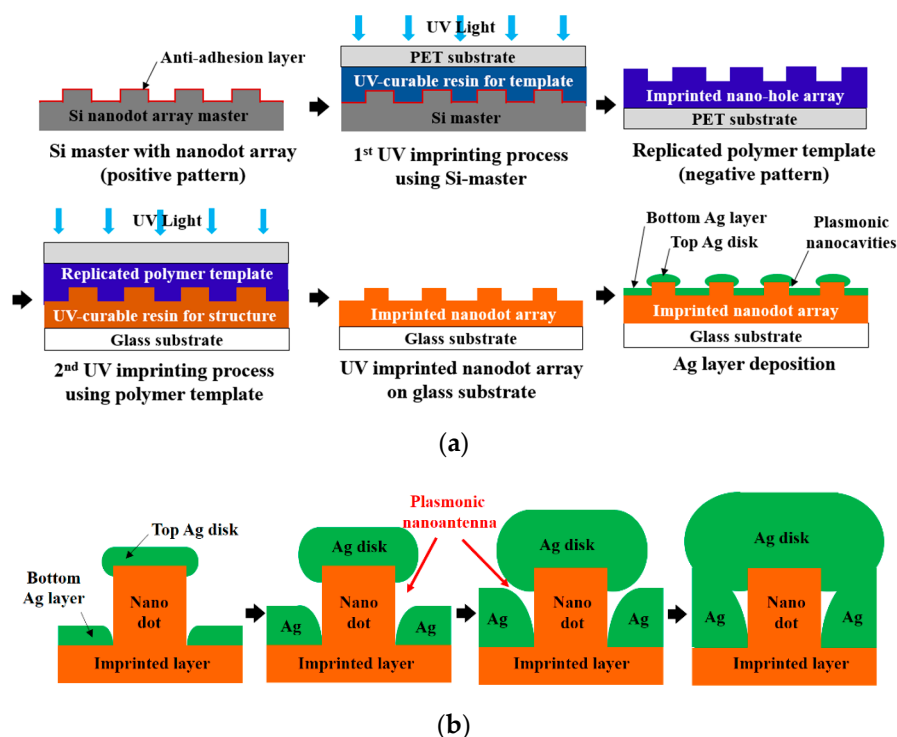 UV Light
Anti-adhesion layer
PET substrate
UV-curable resin for template
Si nanodot array master
Si master
Imprinted nano-hole array
PET substrate
Si master with nanodot array
(positive pattern)
1st UV imprinting process
using Si-master
Replicated polymer template
(negative pattern)
UV Light
Replicated polymer template
UV-curable resin for structure
Glass substrate
2nd UV imprinting process
using polymer template
Imprinted nanodot array
Glass substrate
UV imprinted nanodot array
on glass substrate
Bottom Ag layer
Top Ag disk
Plasmonic
nanocavities
Imprinted nanodot array
Glass substrate
Ag layer deposition
(a)
Top Ag disk
Bottom
Ag layer
Nano
dot
Imprinted layer
Plasmonic
nanoantenna
Ag disk
Ag
Nano
dot
Ag
Imprinted layer
Ag disk
Ag
Nano
dot
Ag
Imprinted layer
Ag disk
Ag
Nano
dot
Ag
Imprinted layer
(b)